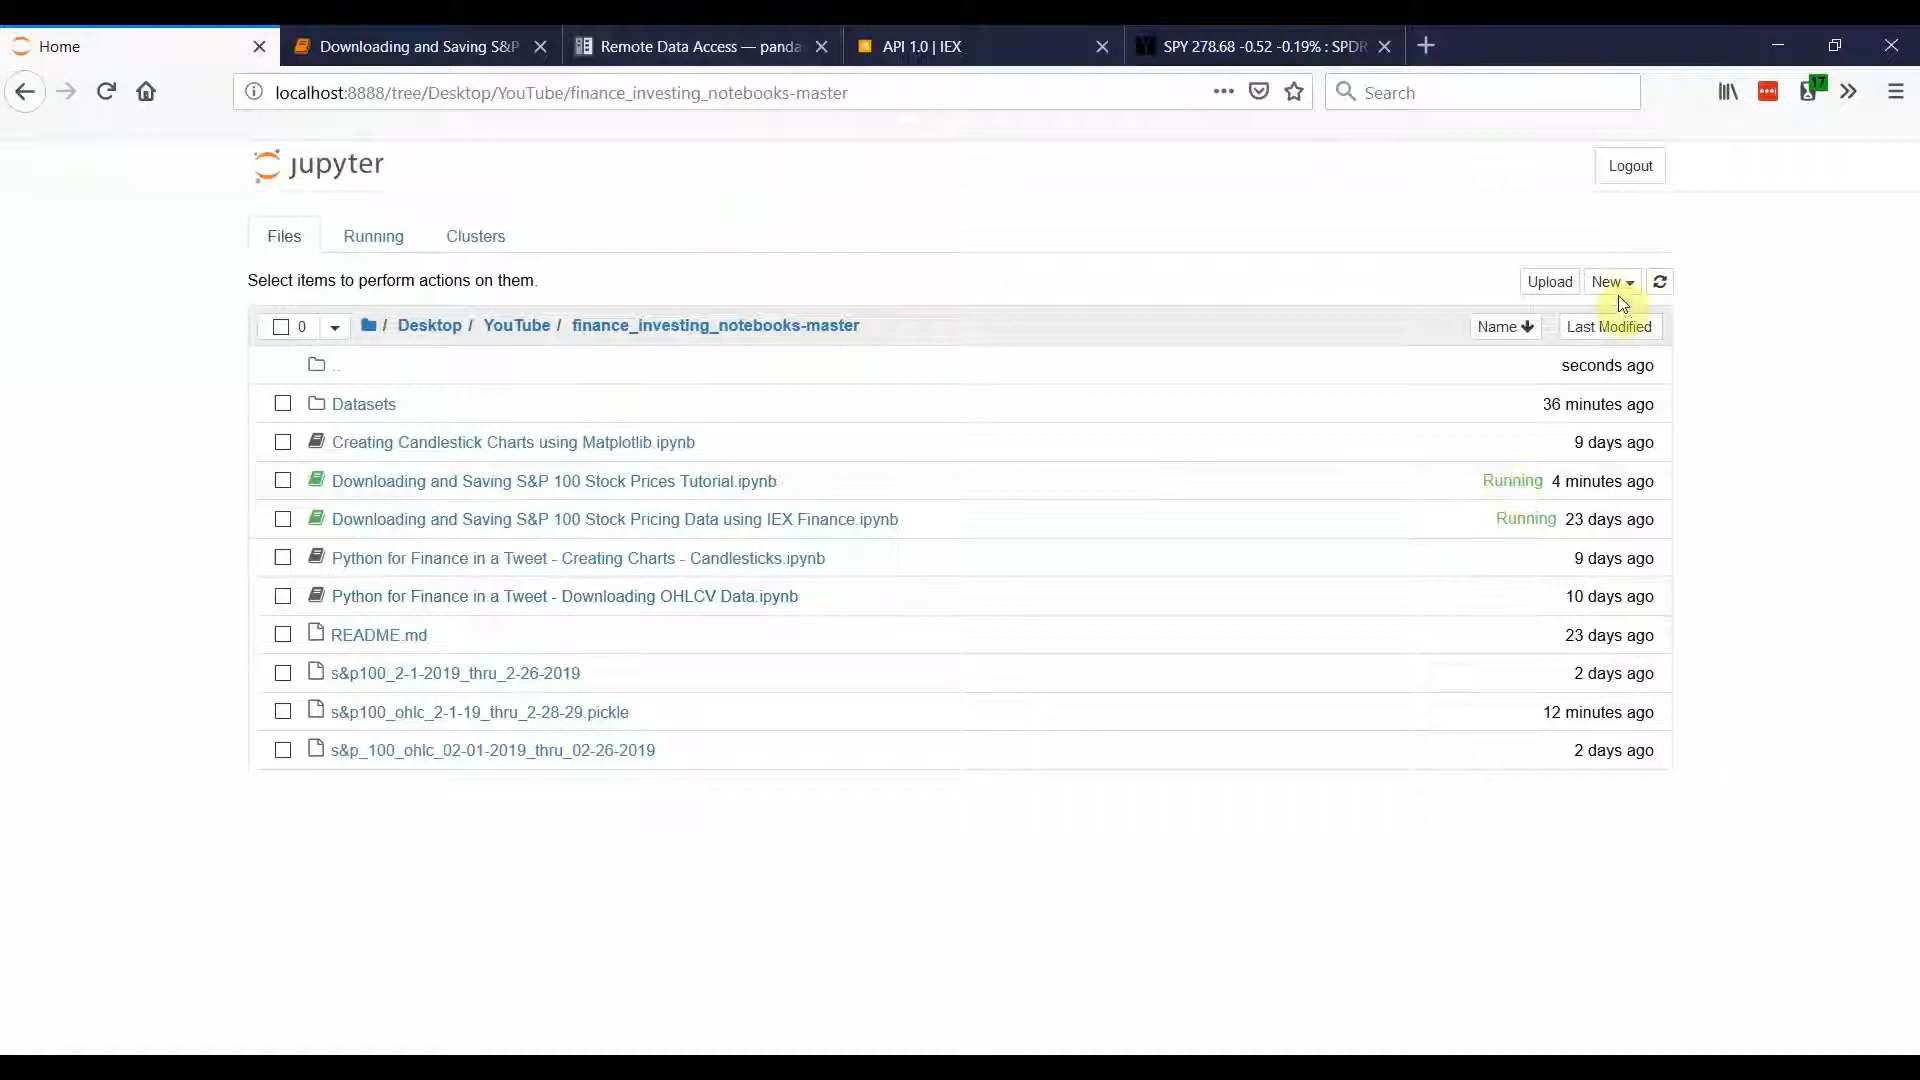 Home
Downloading and Saving S&P
Remote Data Access — panda
API 1.0 | IEX
SPY 278.68 -0.52 -0.19% : SPDR
localhost:8888/tree/Desktop/YouTube/finance_investing_notebooks-master
Search
17
jupyter
Logout
Files
Running
Clusters
Select items to perform actions on them.
Upload
New
0
/ Desktop / YouTube / finance_investing_notebooks-master
Name
Last Modified
..
seconds ago
Datasets
36 minutes ago
Creating Candlestick Charts using Matplotlib.ipynb
9 days ago
Downloading and Saving S&P 100 Stock Prices Tutorial.ipynb
Running 4 minutes ago
Downloading and Saving S&P 100 Stock Pricing Data using IEX Finance.ipynb
Running 23 days ago
Python for Finance in a Tweet - Creating Charts - Candlesticks.ipynb
9 days ago
Python for Finance in a Tweet - Downloading OHLCV Data.ipynb
10 days ago
README.md
23 days ago
s&p100_2-1-2019_thru_2-26-2019
2 days ago
s&p100_ohlc_2-1-19_thru_2-28-29.pickle
12 minutes ago
s&p_100_ohlc_02-01-2019_thru_02-26-2019
2 days ago